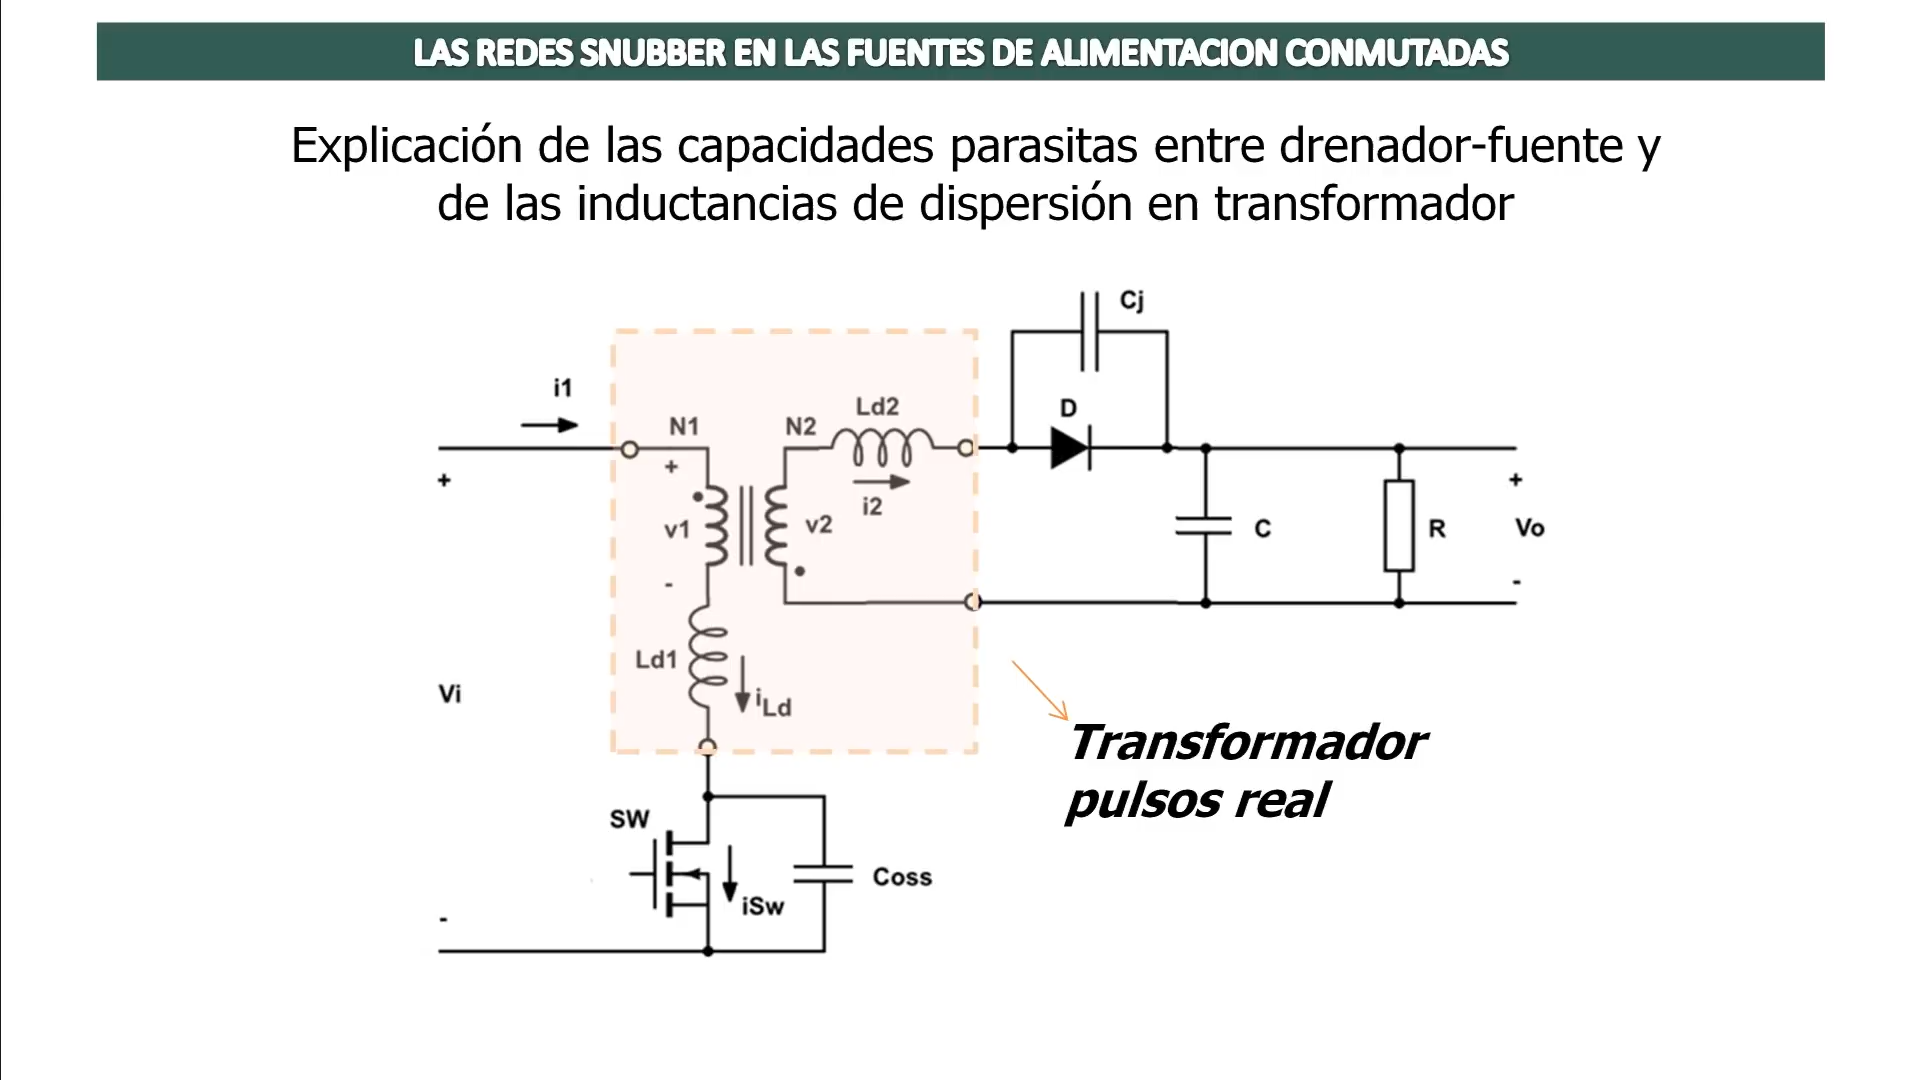 LAS REDES SNUBBER EN LAS FUENTES DE ALIMENTACION CONMUTADAS
Explicación de las capacidades parasitas entre drenador-fuente y
de las inductancias de dispersión en transformador
Cj
i1
D
Ld2
N1
N2
+
+
+
i2
v1
v2
C
R
Vo
-
-
Ld1
Vi
iLd
Transformador
pulsos real
SW
Coss
iSw
-